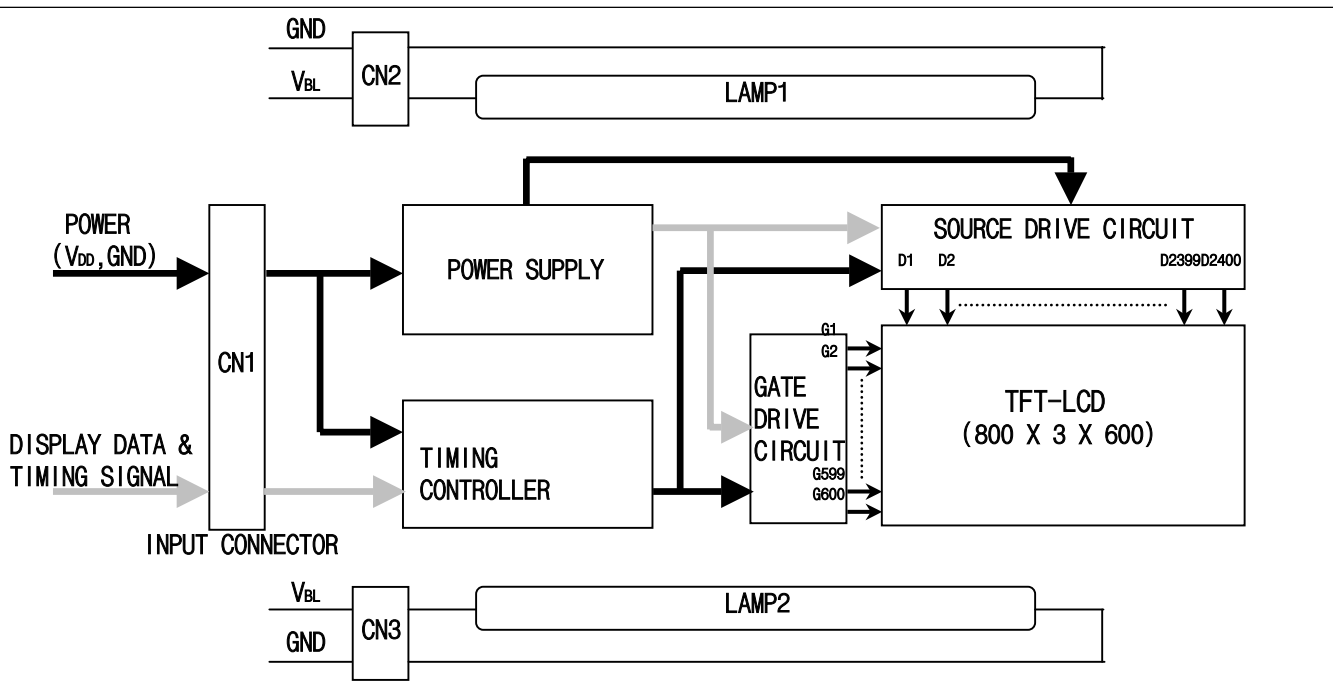 GND
CN2
VBL
LAMP1
POWER
(VDD,GND)
CN1
POWER SUPPLY
SOURCE DRIVE CIRCUIT
D1 D2 D2399D2400
G1
G2
GATE
DRIVE
CIRCUIT
G599
G600
TFT-LCD
(800 X 3 X 600)
DISPLAY DATA &
TIMING SIGNAL
TIMING
CONTROLLER
INPUT CONNECTOR
VBL
CN3
GND
LAMP2